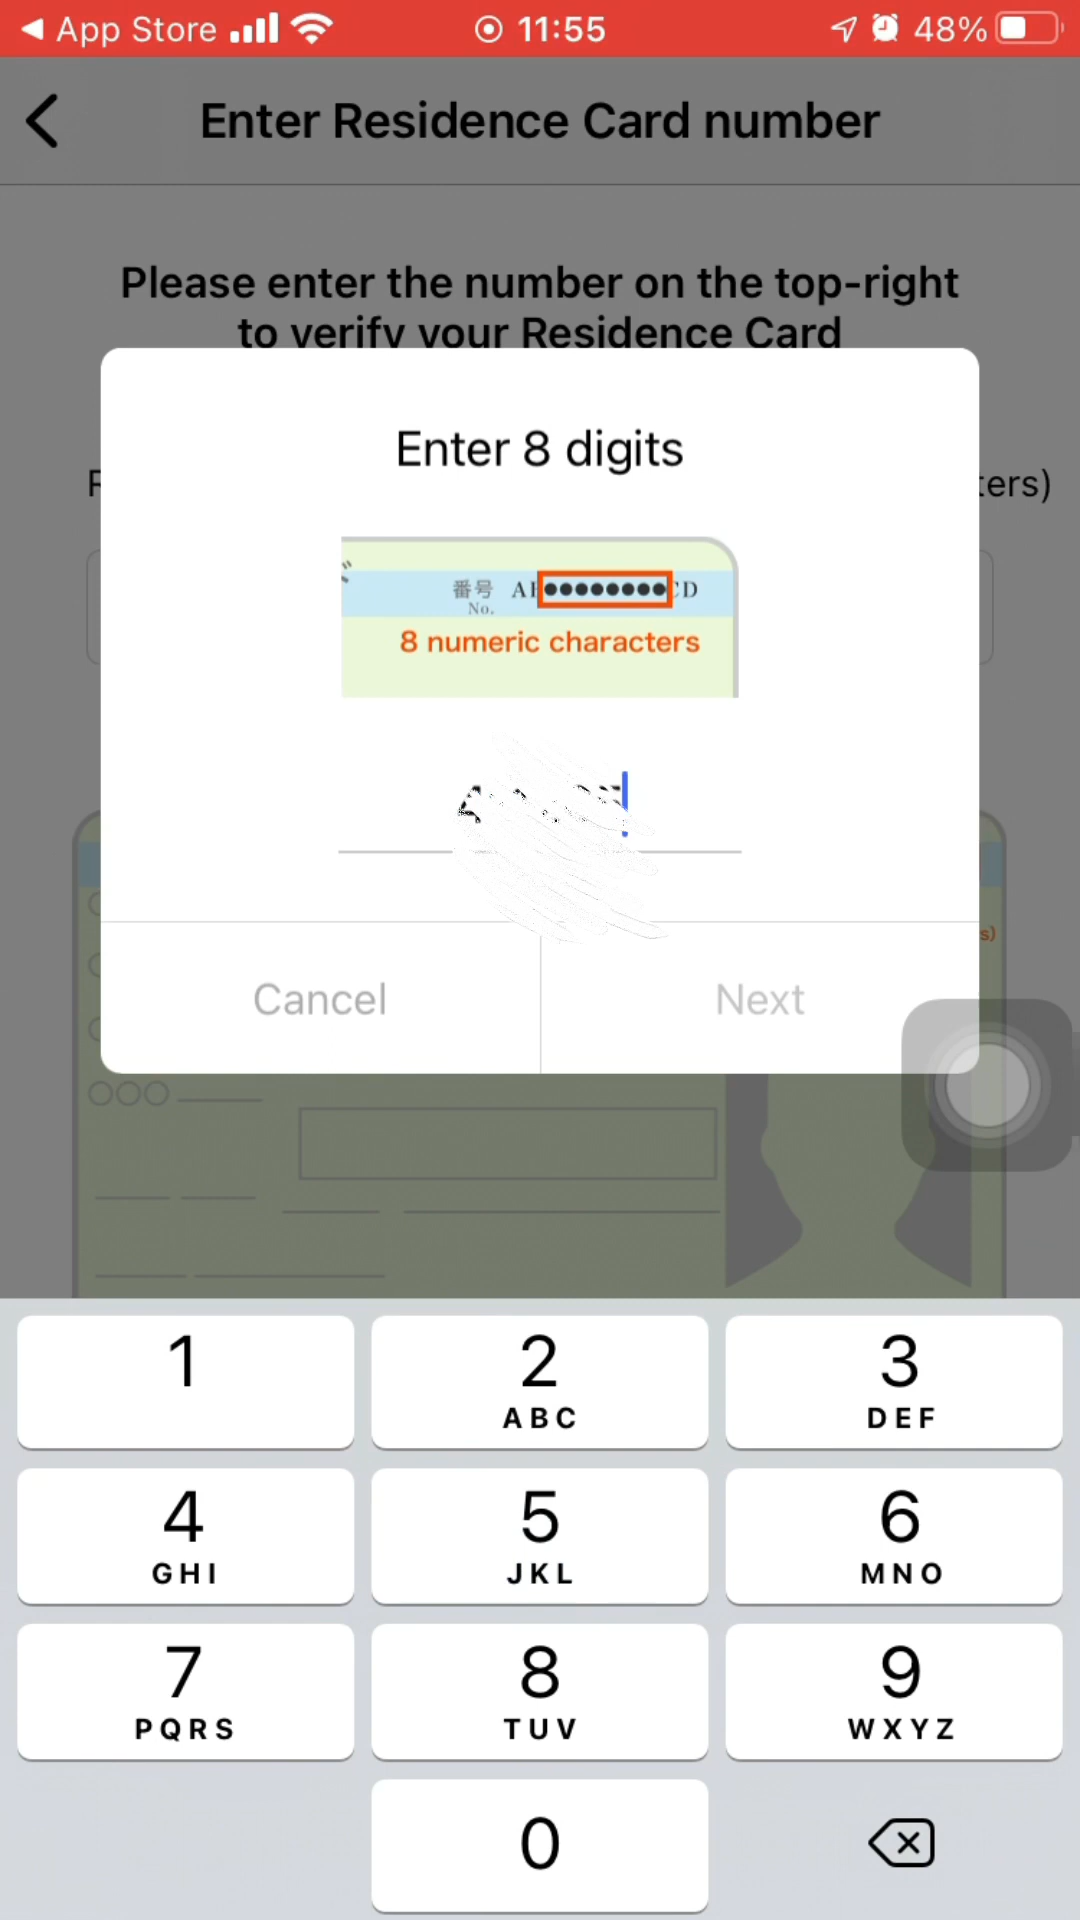 App Store 11:55 48%
Enter Residence Card number
Please enter the number on the top-right
to verify your Residence Card
ters)
Enter 8 digits
番号 CD
No.
8 numeric characters
s)
Cancel Next
1 2 3
ABC DEF
4 5 6
GHI JKL MNO
7 8 9
PQRS TUV WXYZ
0